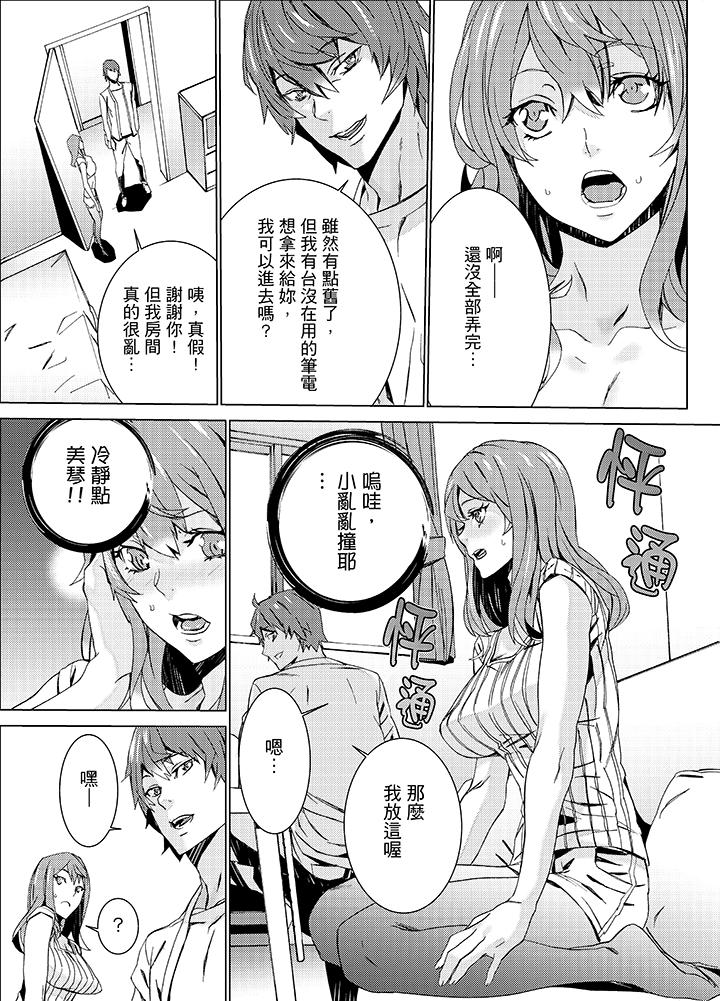 啊——
還沒全部弄完…
雖然有點舊了，
但我有台沒在用的筆電
想拿來給妳，
我可以進去嗎？
咦，真假！
謝謝你！
但我房間
真的很亂…
怦通
嗚哇，
小亂亂撞耶
…
怦通
那麼
我放這喔
嗯…
冷靜點
美琴!!
嘿—
？